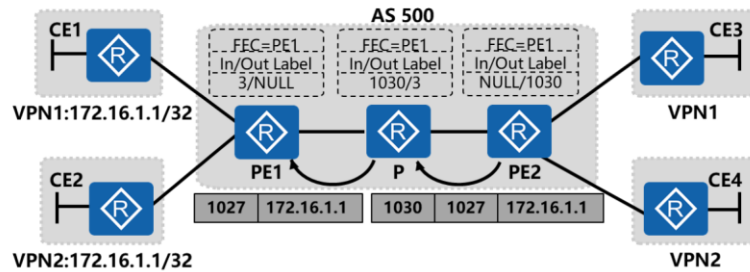 AS 500
CE1
R
VPN1:172.16.1.1/32
CE2
R
VPN2:172.16.1.1/32
FEC=PE1
In/Out Label
3/NULL
FEC=PE1
In/Out Label
1030/3
FEC=PE1
In/Out Label
NULL/1030
R
PE1
R
P
R
PE2
1027 172.16.1.1
1030 1027 172.16.1.1
CE3
R
VPN1
CE4
R
VPN2